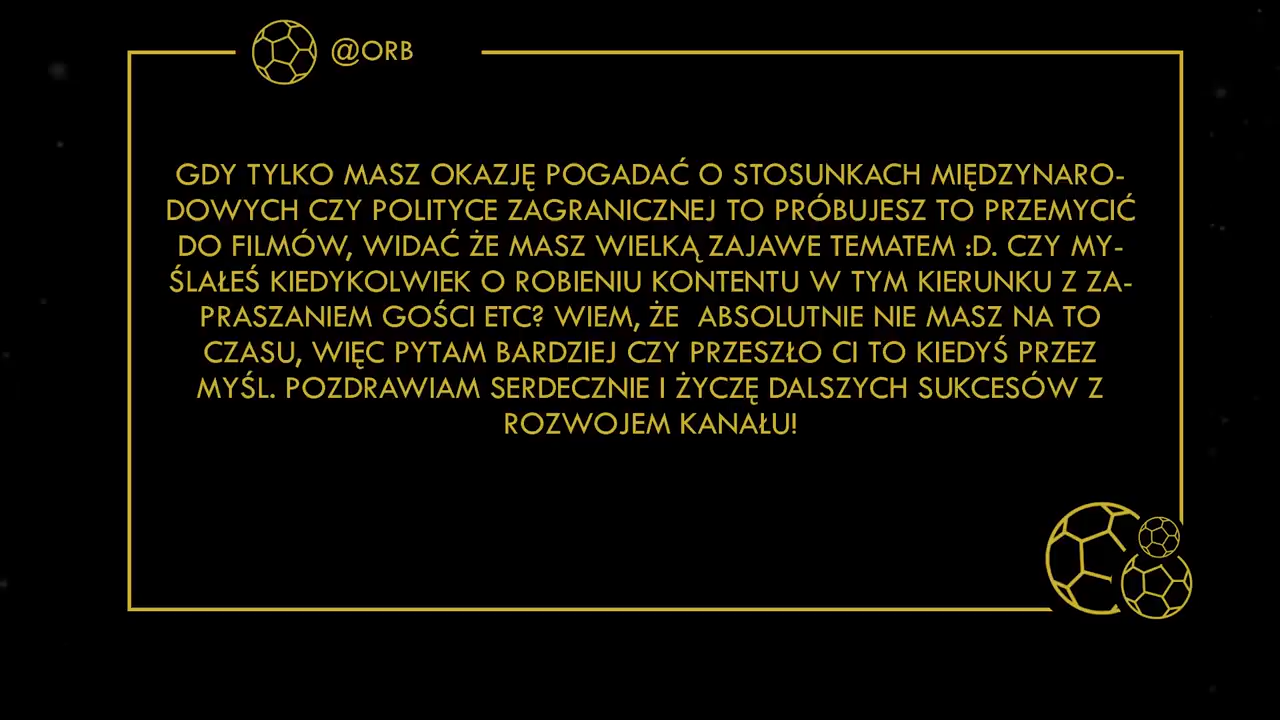 @ORB
GDY TYLKO MASZ OKAZJĘ POGADAĆ O STOSUNKACH MIĘDZYNARO-
DOWYCH CZY POLITYCE ZAGRANICZNEJ TO PRÓBUJESZ TO PRZEMYCIĆ
DO FILMÓW, WIDAĆ ŻE MASZ WIELKĄ ZAJAWE TEMATEM :D. CZY MY-
ŚLAŁEŚ KIEDYKOLWIEK O ROBIENIU KONTENTU W TYM KIERUNKU Z ZA-
PRASZANIEM GOŚCI ETC? WIEM, ŻE  ABSOLUTNIE NIE MASZ NA TO
CZASU, WIĘC PYTAM BARDZIEJ CZY PRZESZŁO CI TO KIEDYŚ PRZEZ
MYŚL. POZDRAWIAM SERDECZNIE I ŻYCZĘ DALSZYCH SUKCESÓW Z
ROZWOJEM KANAŁU!